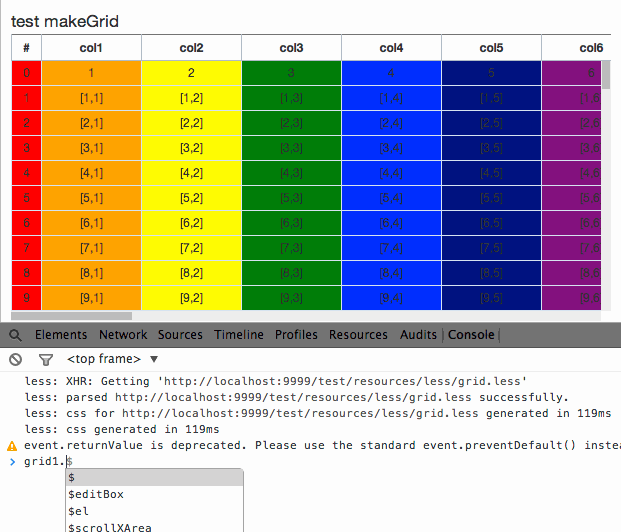 test makeGrid
# col1 col2 col3 col4 col5 col6
0 1 2 3 4 5 6
1 [1,1] [1,2] [1,3] [1,4] [1,5] [1,6
2 [2,1] [2,2] [2,3] [2,4] [2,5] [2,6
3 [3,1] [3,2] [3,3] [3,4] [3,5] [3,6
4 [4,1] [4,2] [4,3] [4,4] [4,5] [4,6
5 [5,1] [5,2] [5,3] [5,4] [5,5] [5,6
6 [6,1] [6,2] [6,3] [6,4] [6,5] [6,6
7 [7,1] [7,2] [7,3] [7,4] [7,5] [7,6
8 [8,1] [8,2] [8,3] [8,4] [8,5] [8,6
9 [9,1] [9,2] [9,3] [9,4] [9,5] [9,6
Elements Network Sources Timeline Profiles Resources Audits Console
<top frame> ▼
less: XHR: Getting 'http://localhost:9999/test/resources/less/grid.less'
less: parsed http://localhost:9999/test/resources/less/grid.less successfully.
less: css for http://localhost:9999/test/resources/less/grid.less generated in 119ms
less: css generated in 119ms
event.returnValue is deprecated. Please use the standard event.preventDefault() inste
> grid1.$
$
$editBox
$el
$scrollXArea